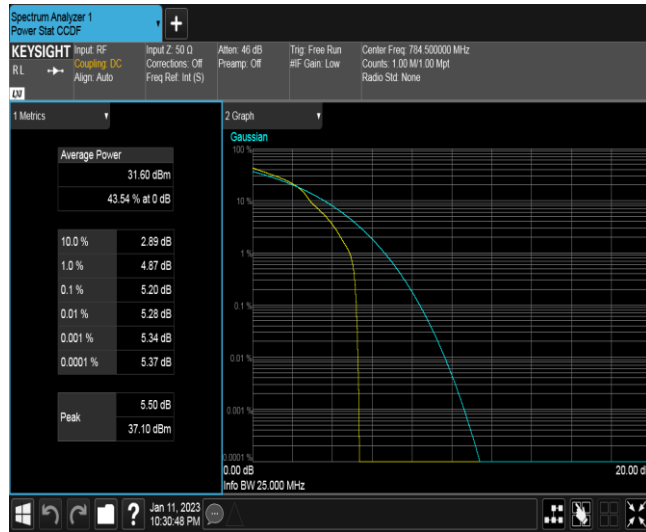 Spectrum Analyzer 1
Power Stat CCDF
+
KEYSIGHT
RL
LXI
Input: RF
Coupling: DC
Align: Auto
Input Z: 50 Ω
Corrections: Off
Freq Ref: Int (S)
Atten: 46 dB
Preamp: Off
Trig: Free Run
#IF Gain: Low
Center Freq: 784.500000 MHz
Counts: 1.00 M/1.00 Mpt
Radio Std: None
1 Metrics
Average Power
31.60 dBm
43.54 % at 0 dB
10.0 % 2.89 dB
1.0 % 4.87 dB
0.1 % 5.20 dB
0.01 % 5.28 dB
0.001 % 5.34 dB
0.0001 % 5.37 dB
Peak
5.50 dB
37.10 dBm
2 Graph
Gaussian
100 %
10 %
1 %
0.1 %
0.01 %
0.001 %
0.0001 %
0.00 dB
20.00 d
Info BW 25.000 MHz
?
Jan 11, 2023
10:30:48 PM